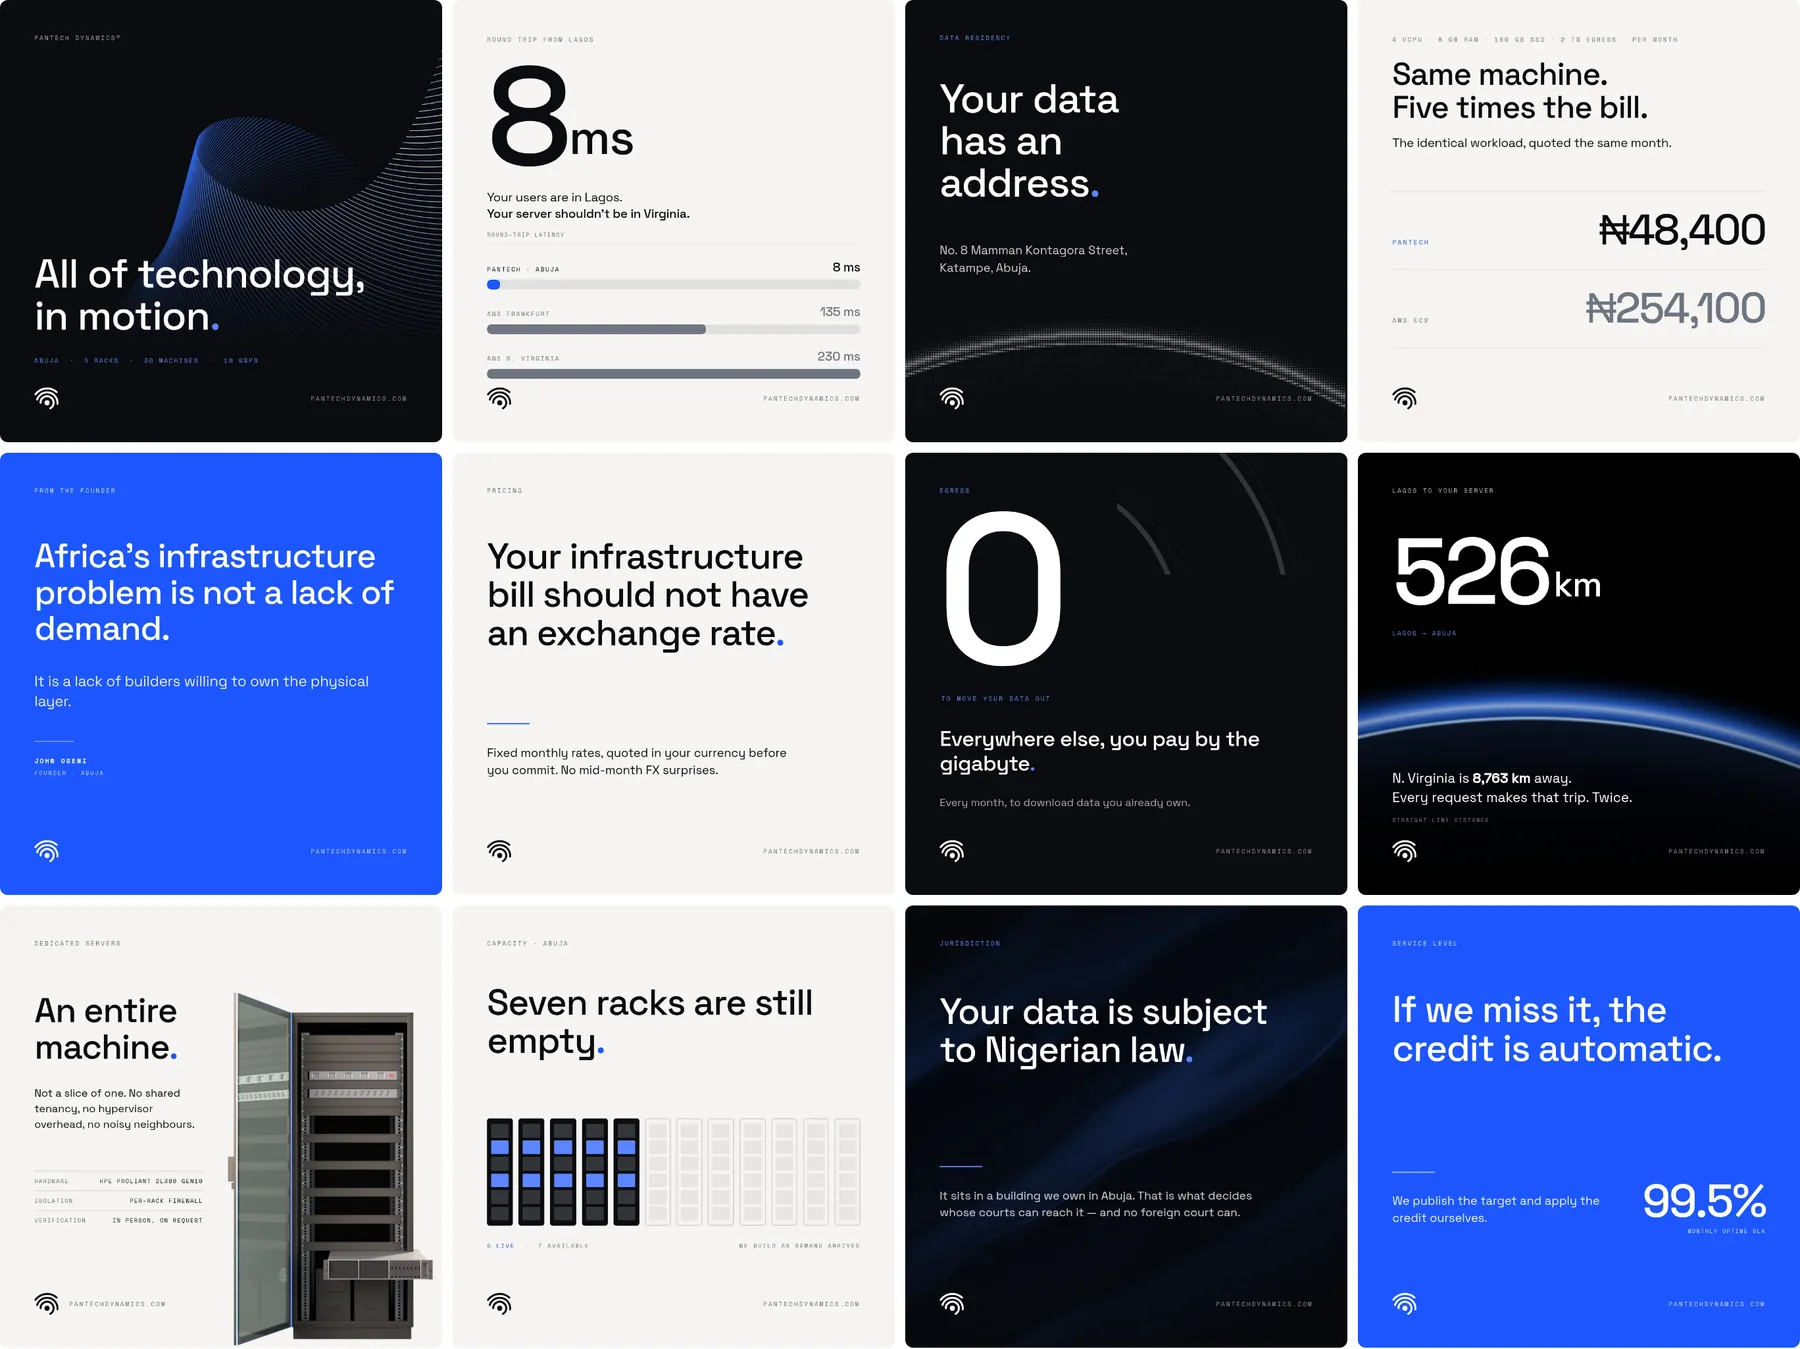 PANTECH DYNAMICS®
All of technology,
in motion.
ABUJA · 5 RACKS · 30 MACHINES · 10 GBPS
PANTECHDYNAMICS.COM
ROUND TRIP FROM LAGOS
8ms
Your users are in Lagos.
Your server shouldn't be in Virginia.
ROUND-TRIP LATENCY
PANTECH · ABUJA 8 ms
AWS FRANKFURT 135 ms
AWS N. VIRGINIA 230 ms
PANTECHDYNAMICS.COM
DATA RESIDENCY
Your data
has an
address.
No. 8 Mamman Kontagora Street,
Katampe, Abuja.
PANTECHDYNAMICS.COM
4 VCPU · 8 GB RAM · 160 GB SSD · 2 TB EGRESS · PER MONTH
Same machine.
Five times the bill.
The identical workload, quoted the same month.
PANTECH ₦48,400
AWS EC2 ₦254,100
PANTECHDYNAMICS.COM
FROM THE FOUNDER
Africa's infrastructure
problem is not a lack of
demand.
It is a lack of builders willing to own the physical
layer.
JOHN OSENI
FOUNDER · ABUJA
PANTECHDYNAMICS.COM
PRICING
Your infrastructure
bill should not have
an exchange rate.
Fixed monthly rates, quoted in your currency before
you commit. No mid-month FX surprises.
PANTECHDYNAMICS.COM
EGRESS
0
TO MOVE YOUR DATA OUT
Everywhere else, you pay by the
gigabyte.
Every month, to download data you already own.
PANTECHDYNAMICS.COM
LAGOS TO YOUR SERVER
526 km
LAGOS → ABUJA
N. Virginia is 8,763 km away.
Every request makes that trip. Twice.
STRAIGHT-LINE DISTANCE
PANTECHDYNAMICS.COM
DEDICATED SERVERS
An entire
machine.
Not a slice of one. No shared
tenancy, no hypervisor
overhead, no noisy neighbours.
HARDWARE HPE PROLIANT DL380 GEN10
ISOLATION PER-RACK FIREWALL
VERIFICATION IN PERSON, ON REQUEST
PANTECHDYNAMICS.COM
CAPACITY · ABUJA
Seven racks are still
empty.
5 LIVE · 7 AVAILABLE WE BUILD AS DEMAND ARRIVES
PANTECHDYNAMICS.COM
JURISDICTION
Your data is subject
to Nigerian law.
It sits in a building we own in Abuja. That is what decides
whose courts can reach it — and no foreign court can.
PANTECHDYNAMICS.COM
SERVICE LEVEL
If we miss it, the
credit is automatic.
We publish the target and apply the
credit ourselves.
99.5%
MONTHLY UPTIME SLA
PANTECHDYNAMICS.COM